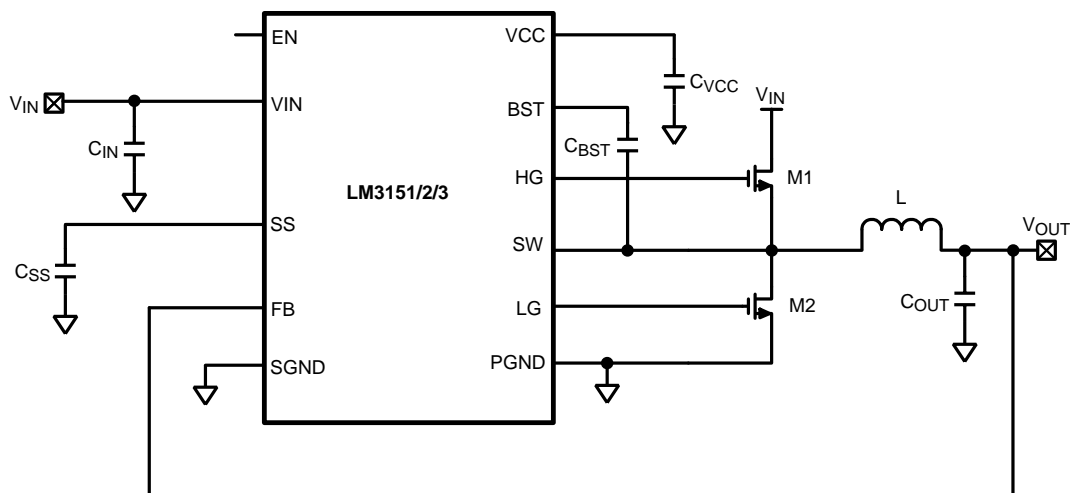 EN
VCC
VIN
VIN
CIN
BST
CVCC
VIN
CBST
HG
M1
LM3151/2/3
SS
CSS
SW
L
VOUT
FB
LG
M2
COUT
SGND
PGND